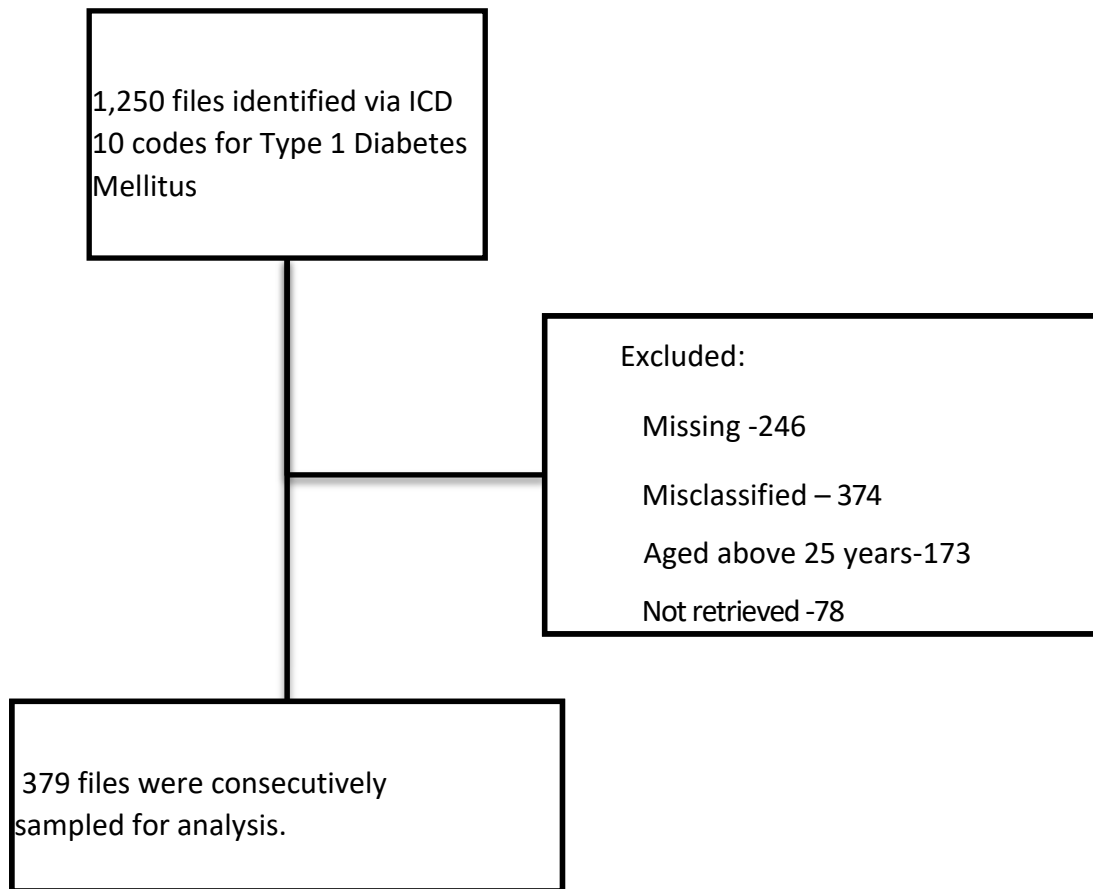 1,250 files identified via ICD
10 codes for Type 1 Diabetes
Mellitus
Excluded:
Missing -246
Misclassified – 374
Aged above 25 years-173
Not retrieved -78
379 files were consecutively
sampled for analysis.